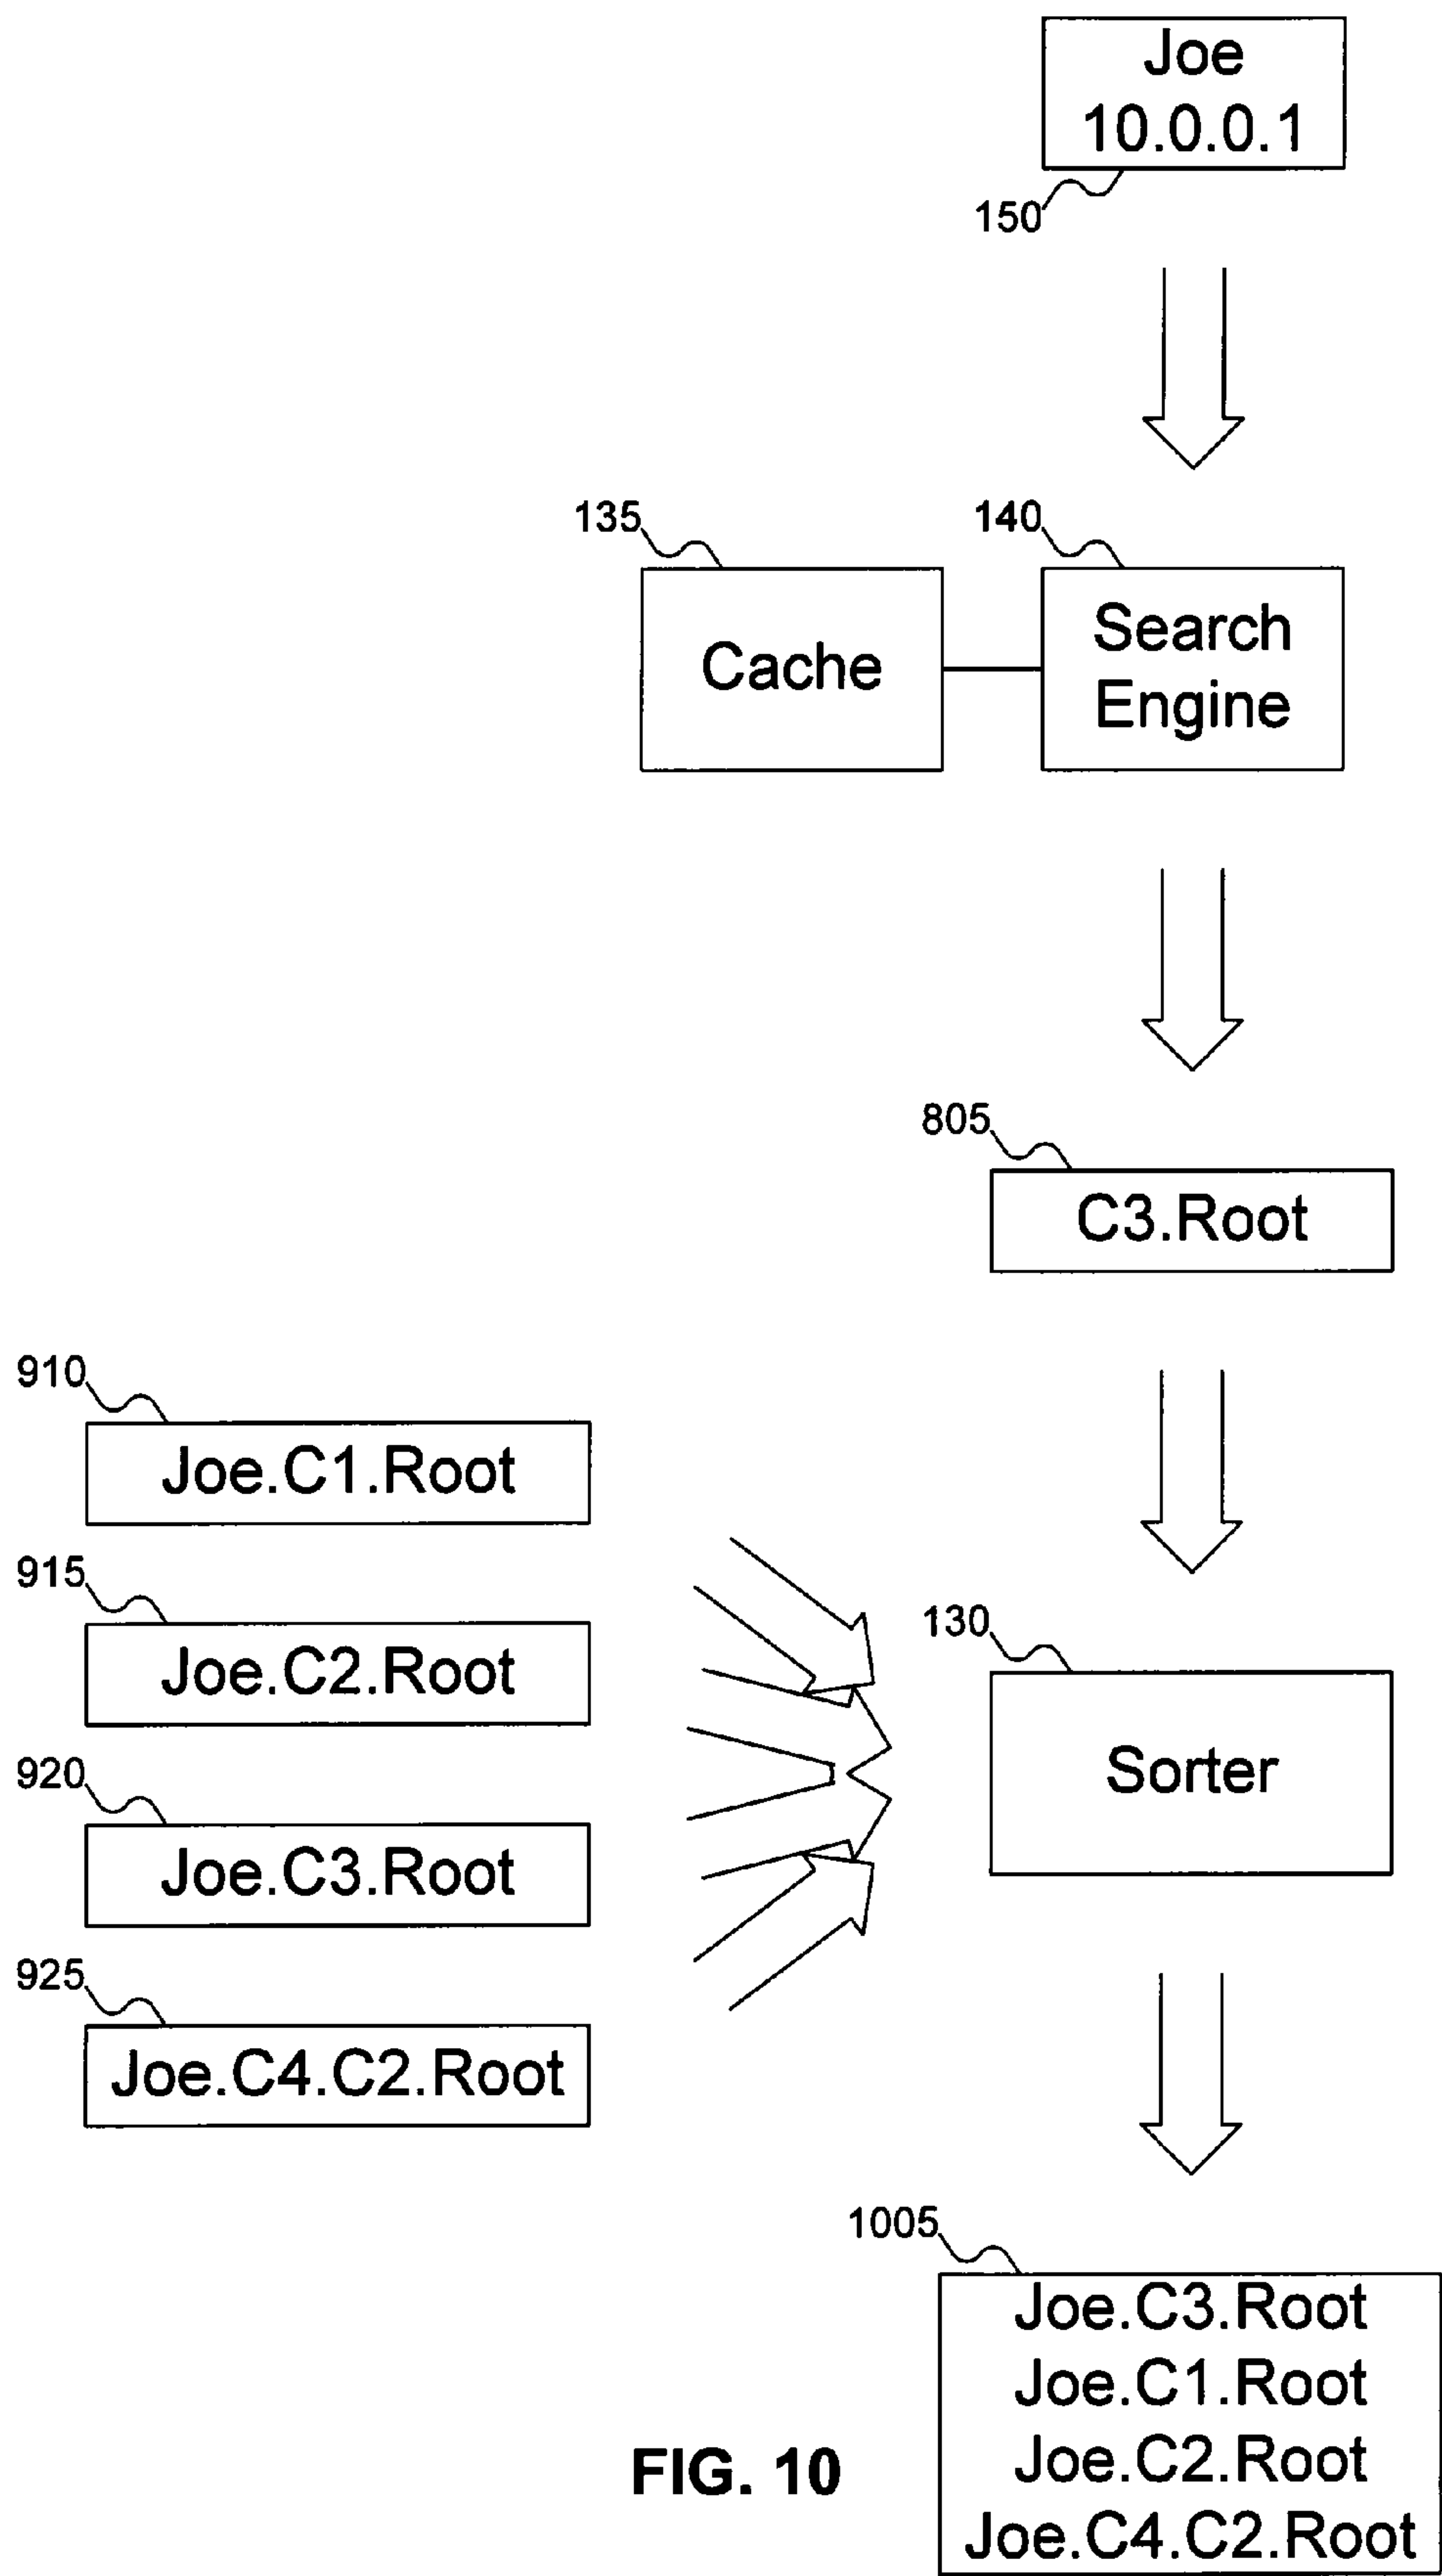 Joe
10.0.0.1
150
135
140
Cache
Search
Engine
805
C3.Root
910
Joe.C1.Root
915
Joe.C2.Root
130
Sorter
920
Joe.C3.Root
925
Joe.C4.C2.Root
1005
Joe.C3.Root
Joe.C1.Root
Joe.C2.Root
Joe.C4.C2.Root
FIG. 10